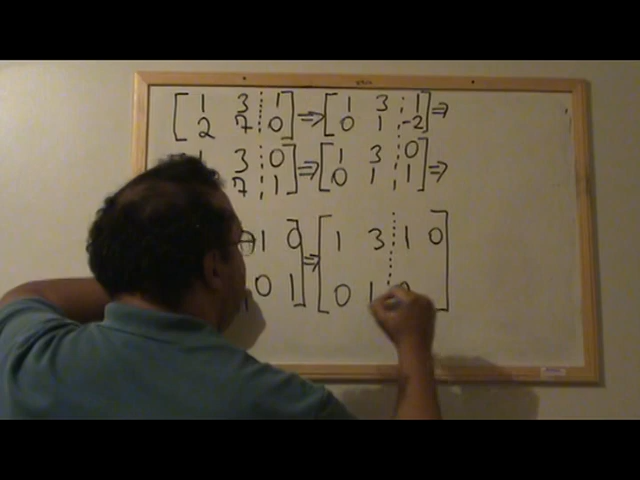 [ 1 3 ⋮ 1 ] ⇒ [ 1 3 ⋮ 1 ] ⇒
[ 2 7 ⋮ 0 ] [ 0 1 ⋮ -2 ]
3 ⋮ 0 ] ⇒ [ 1 3 ⋮ 0 ] ⇒
7 ⋮ 1 ] [ 0 1 ⋮ 1 ]
1 0 ] ⇒ [ 1 3 ⋮ 1 0 ]
0 1 ] [ 0 1 ⋮